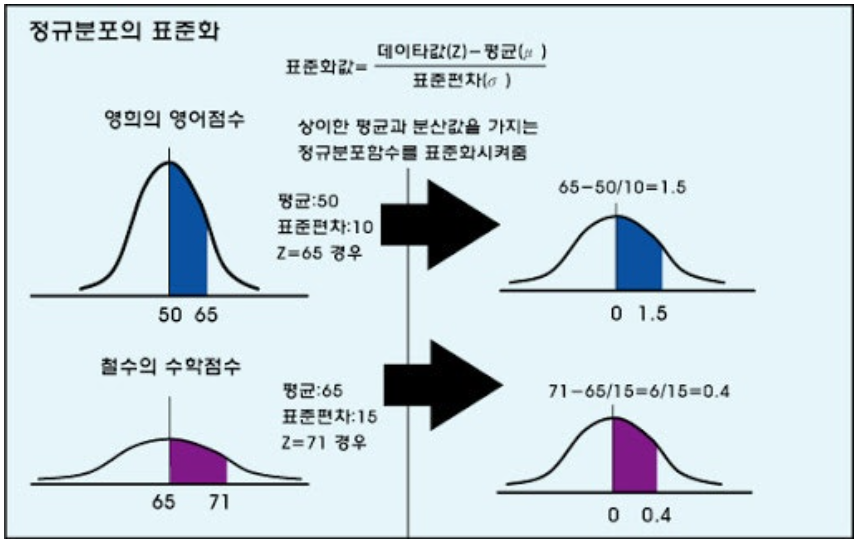 정규분포의 표준화
표준화값= 데이타값(Z)-평균(μ )
표준편차(σ )
영희의 영어점수
상이한 평균과 분산값을 가지는
정규분포함수를 표준화시켜줌
평균:50
표준편차:10
Z=65 경우
50 65
65-50/10=1.5
0 1.5
철수의 수학점수
평균:65
표준편차:15
Z=71 경우
65 71
71-65/15=6/15=0.4
0 0.4